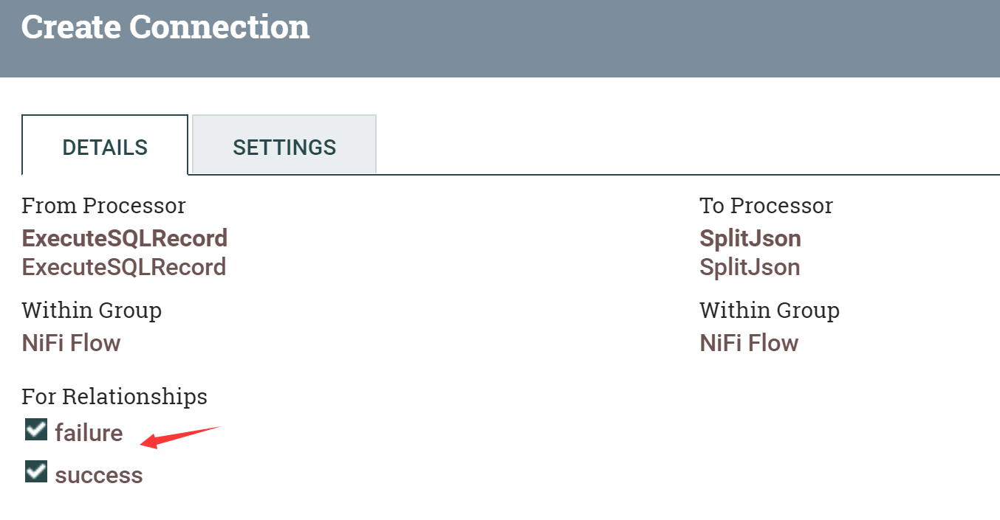 Create Connection
DETAILS
SETTINGS
From Processor
ExecuteSQLRecord
ExecuteSQLRecord
Within Group
NiFi Flow
To Processor
SplitJson
SplitJson
Within Group
NiFi Flow
For Relationships
failure
success